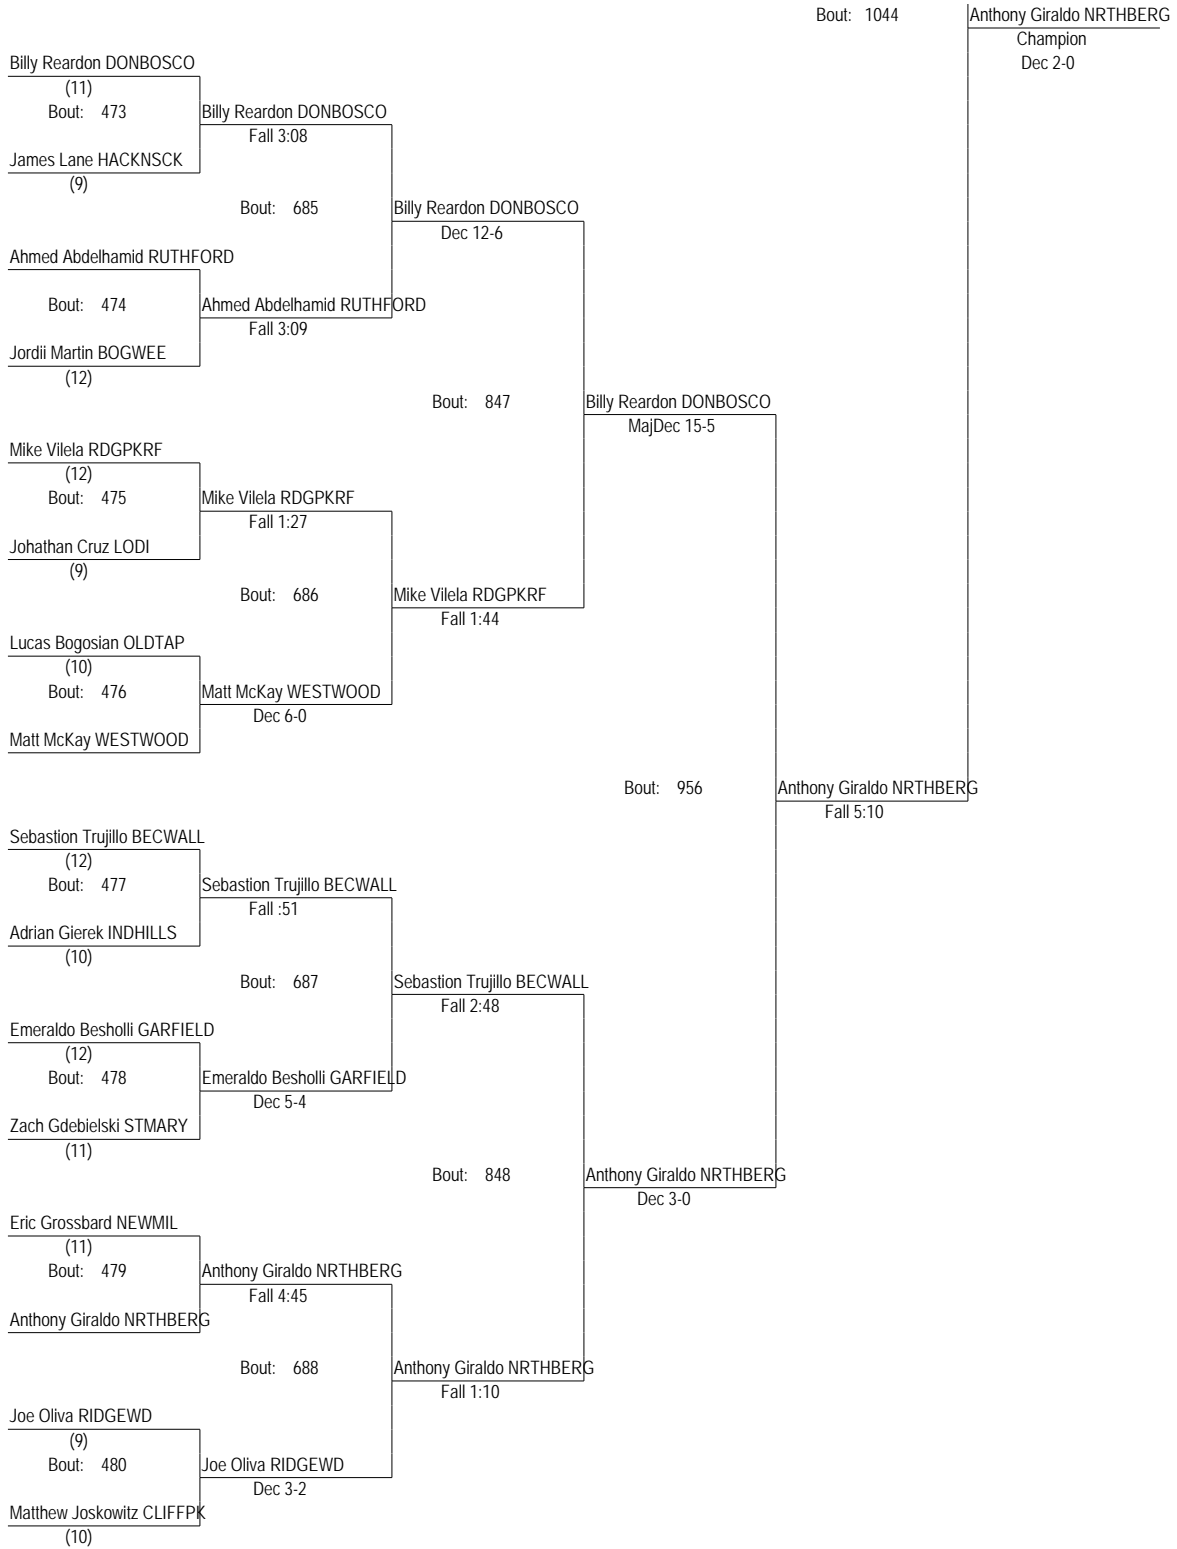 Bout: 1044
Anthony Giraldo NRTHBERG
Champion
Dec 2-0
Billy Reardon DONBOSCO
(11)
Bout: 473
Billy Reardon DONBOSCO
Fall 3:08
James Lane HACKNSCK
(9)
Bout: 685
Billy Reardon DONBOSCO
Dec 12-6
Ahmed Abdelhamid RUTHFORD
Bout: 474
Ahmed Abdelhamid RUTHFORD
Fall 3:09
Jordii Martin BOGWEE
(12)
Bout: 847
Billy Reardon DONBOSCO
MajDec 15-5
Mike Vilela RDGPKRF
(12)
Bout: 475
Mike Vilela RDGPKRF
Fall 1:27
Johathan Cruz LODI
(9)
Bout: 686
Mike Vilela RDGPKRF
Fall 1:44
Lucas Bogosian OLDTAP
(10)
Bout: 476
Matt McKay WESTWOOD
Dec 6-0
Matt McKay WESTWOOD
Bout: 956
Anthony Giraldo NRTHBERG
Fall 5:10
Sebastion Trujillo BECWALL
(12)
Bout: 477
Sebastion Trujillo BECWALL
Fall :51
Adrian Gierek INDHILLS
(10)
Bout: 687
Sebastion Trujillo BECWALL
Fall 2:48
Emeraldo Besholli GARFIELD
(12)
Bout: 478
Emeraldo Besholli GARFIELD
Dec 5-4
Zach Gdebielski STMARY
(11)
Bout: 848
Anthony Giraldo NRTHBERG
Dec 3-0
Eric Grossbard NEWMIL
(11)
Bout: 479
Anthony Giraldo NRTHBERG
Fall 4:45
Anthony Giraldo NRTHBERG
Bout: 688
Anthony Giraldo NRTHBERG
Fall 1:10
Joe Oliva RIDGEWD
(9)
Bout: 480
Joe Oliva RIDGEWD
Dec 3-2
Matthew Joskowitz CLIFFPK
(10)